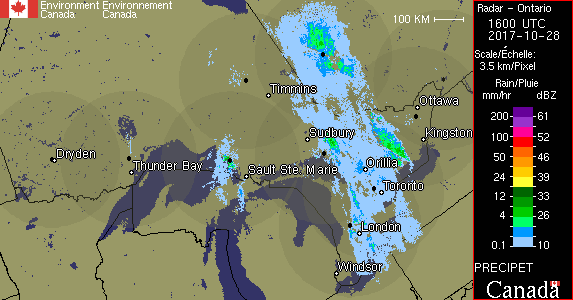 Environment Environnement
Canada Canada
100 KM
Timmins
Ottawa
Sudbury
Kingston
Dryden
Thunder Bay
Sault Ste. Marie
Orillia
Toronto
London
Windsor
Radar - Ontario
1600 UTC
2017-10-28
Scale/Échelle:
3.5 km/Pixel
Rain/Pluie
mm/hr dBZ
200 61
100 52
50 46
24 39
12 33
4 26
0.1 10
PRECIPET
Canada